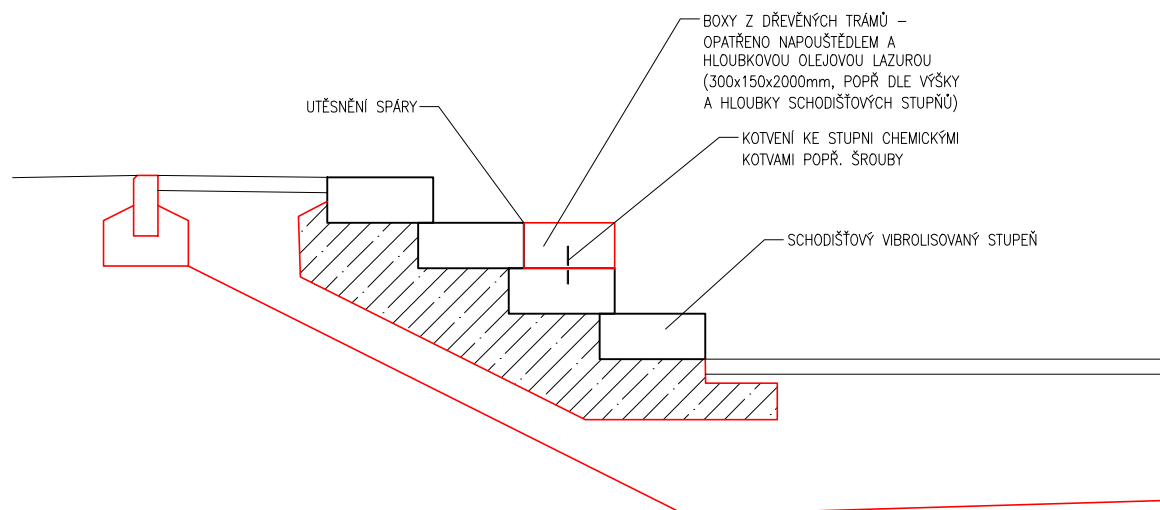 BOXY Z DŘEVĚNÝCH TRÁMŮ –
OPATŘENO NAPOUŠTĚDLEM A
HLOUBKOVOU OLEJOVOU LAZUROU
(300x150x2000mm, POPŘ DLE VÝŠKY
A HLOUBKY SCHODIŠŤOVÝCH STUPŇŮ)
UTĚSNĚNÍ SPÁRY
KOTVENÍ KE STUPNI CHEMICKÝMI
KOTVAMI POPŘ. ŠROUBY
SCHODIŠŤOVÝ VIBROLISOVANÝ STUPEŇ